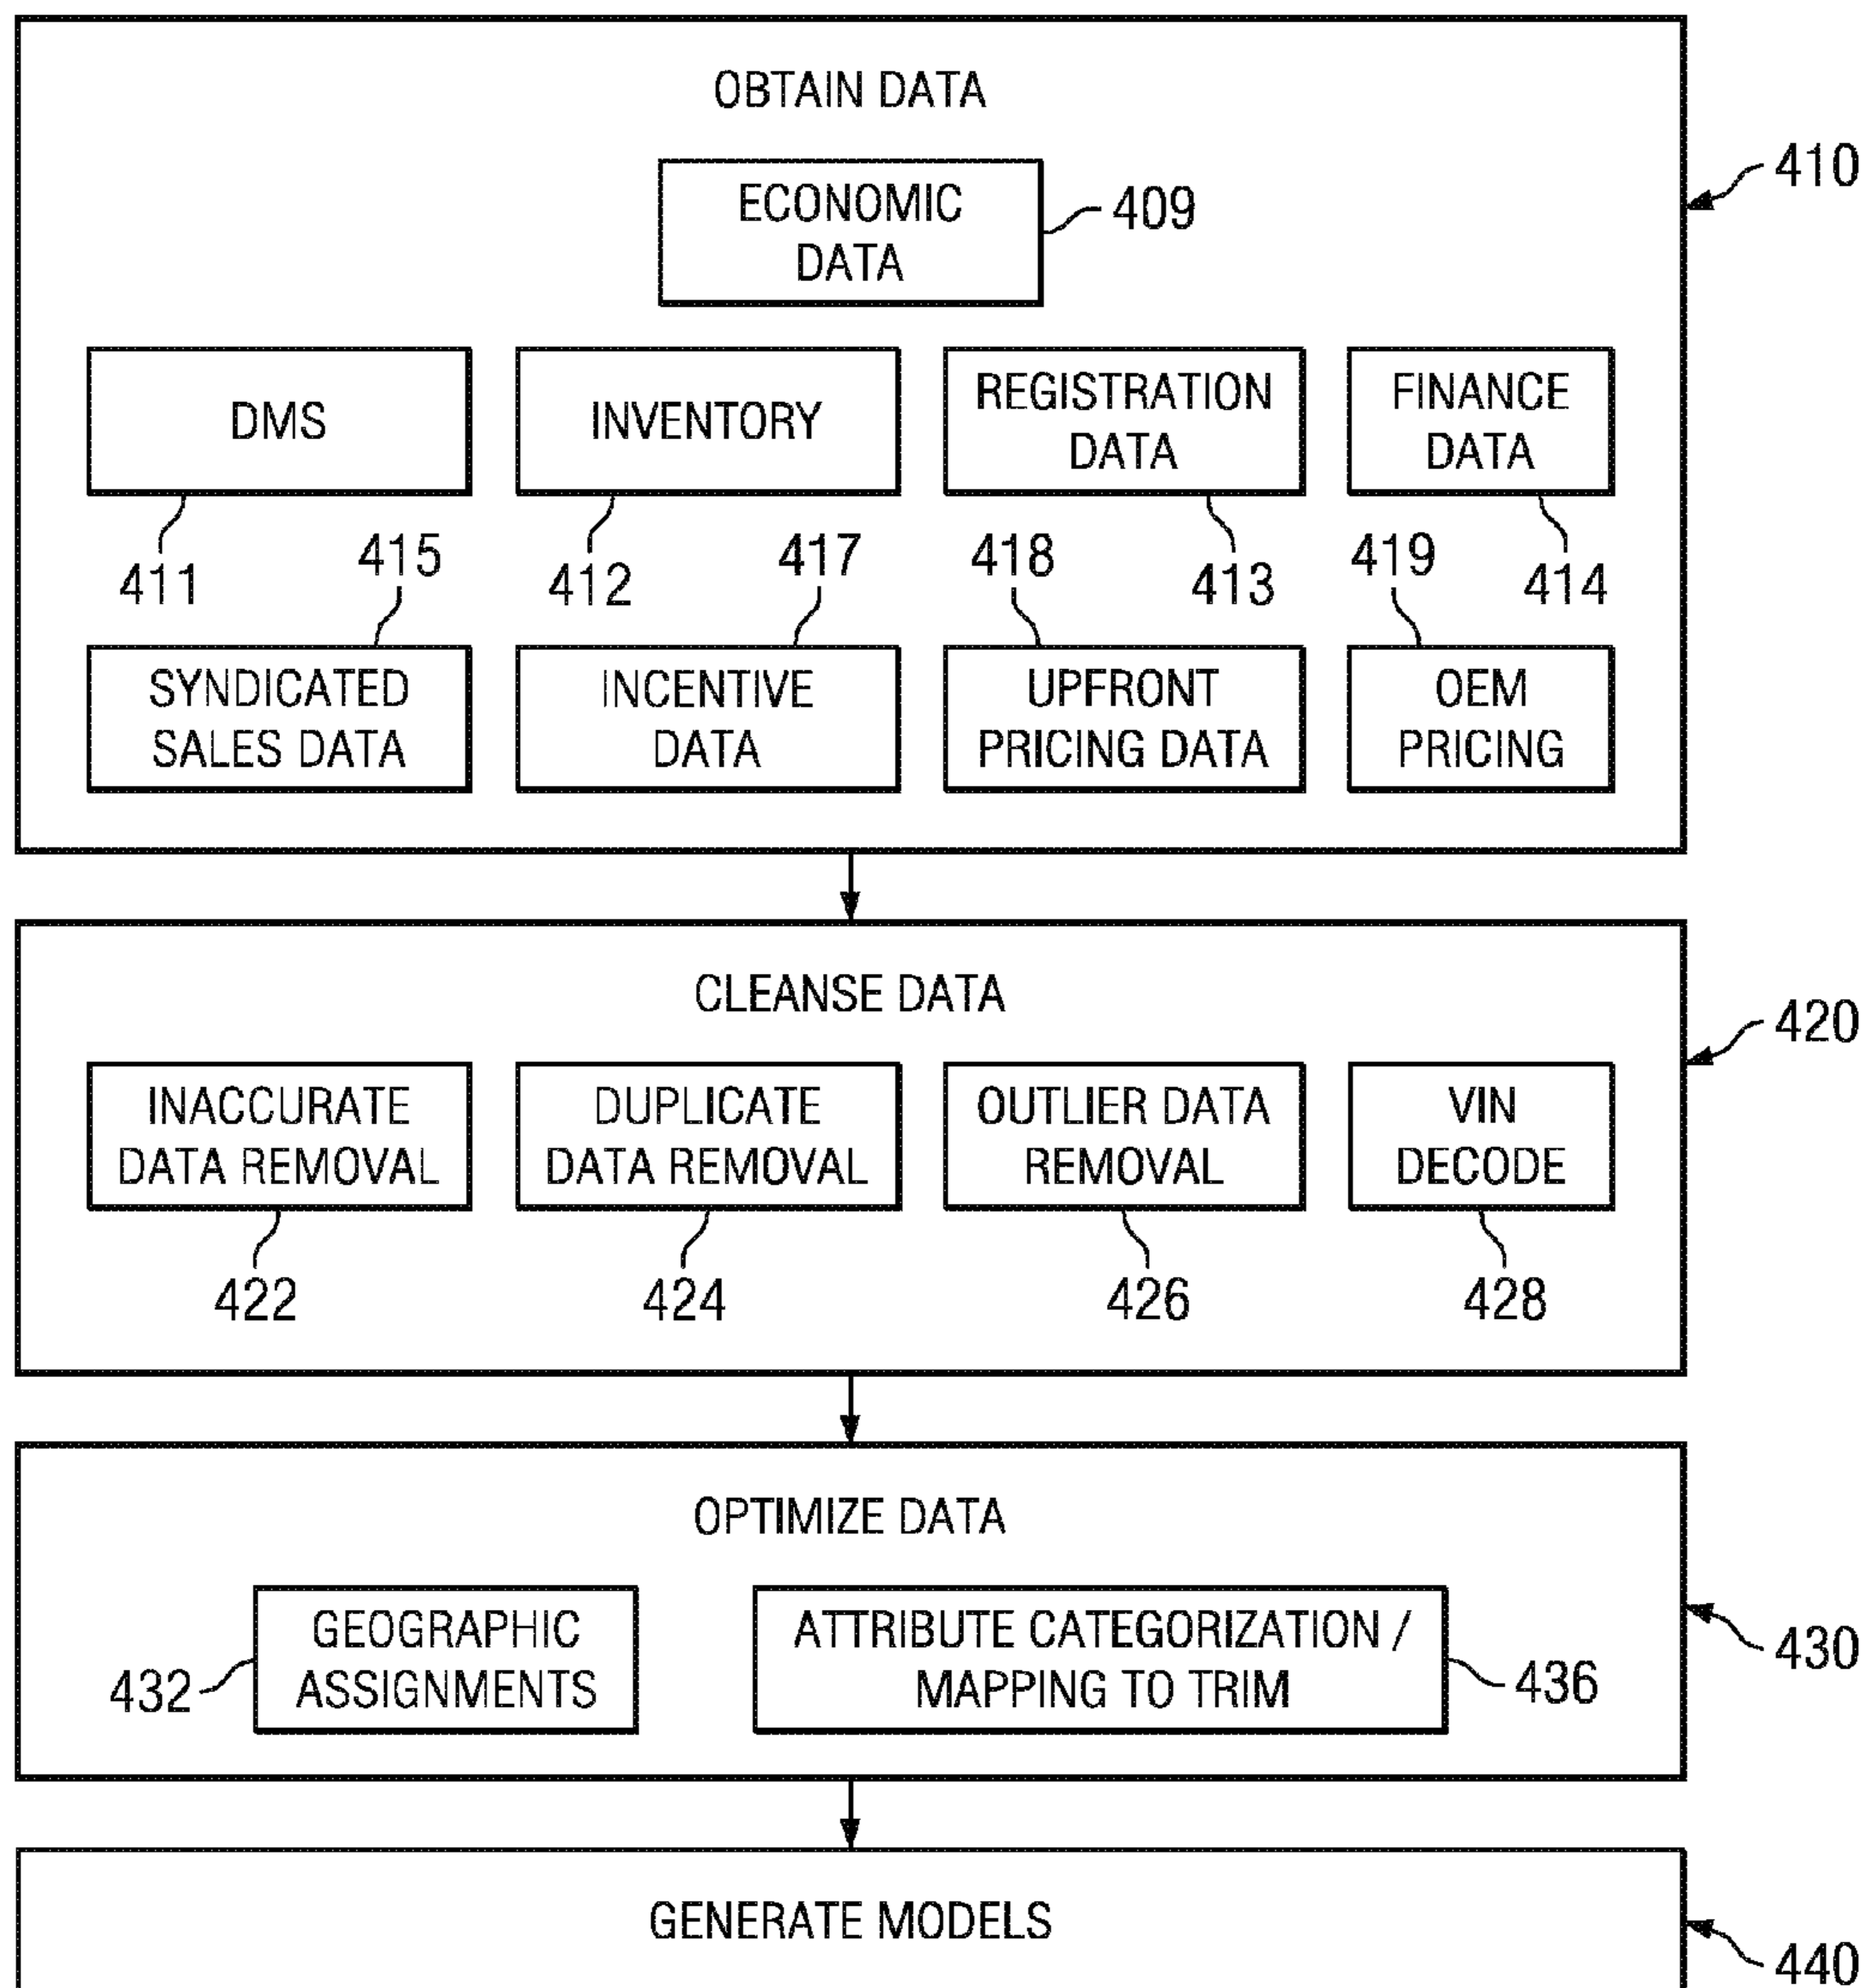 OBTAIN DATA
410
ECONOMIC
DATA
409
DMS
INVENTORY
REGISTRATION
DATA
FINANCE
DATA
411
415
412
417
418
413
419
414
SYNDICATED
SALES DATA
INCENTIVE
DATA
UPFRONT
PRICING DATA
OEM
PRICING
CLEANSE DATA
420
INACCURATE
DATA REMOVAL
DUPLICATE
DATA REMOVAL
OUTLIER DATA
REMOVAL
VIN
DECODE
422
424
426
428
OPTIMIZE DATA
430
432
GEOGRAPHIC
ASSIGNMENTS
ATTRIBUTE CATEGORIZATION /
MAPPING TO TRIM
436
GENERATE MODELS
440